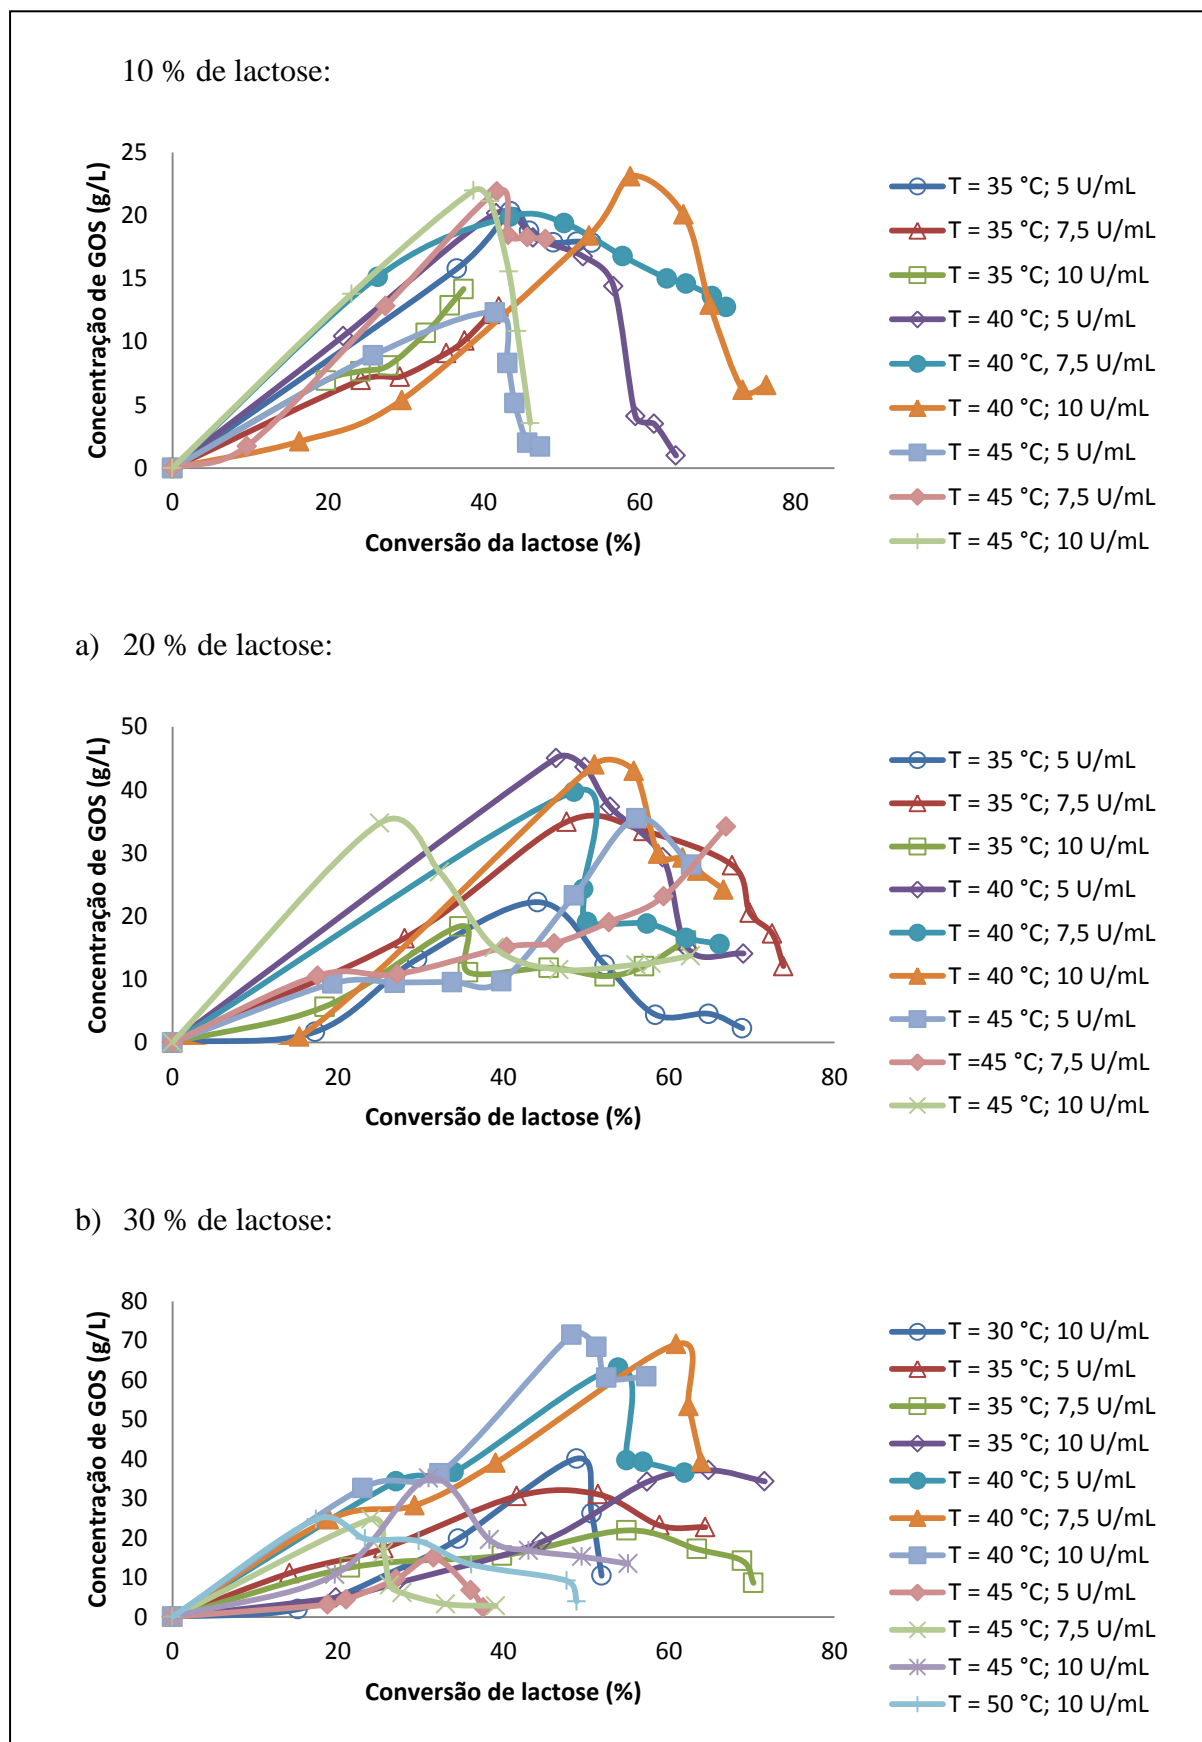 10 % de lactose:
Concentração de GOS (g/L)
25
20
15
10
5
0
0 20 40 60 80
Conversão da lactose (%)
T = 35 °C; 5 U/mL
T = 35 °C; 7,5 U/mL
T = 35 °C; 10 U/mL
T = 40 °C; 5 U/mL
T = 40 °C; 7,5 U/mL
T = 40 °C; 10 U/mL
T = 45 °C; 5 U/mL
T = 45 °C; 7,5 U/mL
T = 45 °C; 10 U/mL
a) 20 % de lactose:
Concentração de GOS (g/L)
50
40
30
20
10
0
0 20 40 60 80
Conversão de lactose (%)
T = 35 °C; 5 U/mL
T = 35 °C; 7,5 U/mL
T = 35 °C; 10 U/mL
T = 40 °C; 5 U/mL
T = 40 °C; 7,5 U/mL
T = 40 °C; 10 U/mL
T = 45 °C; 5 U/mL
T =45 °C; 7,5 U/mL
T = 45 °C; 10 U/mL
b) 30 % de lactose:
Concentração de GOS (g/L)
80
70
60
50
40
30
20
10
0
0 20 40 60 80
Conversão de lactose (%)
T = 30 °C; 10 U/mL
T = 35 °C; 5 U/mL
T = 35 °C; 7,5 U/mL
T = 35 °C; 10 U/mL
T = 40 °C; 5 U/mL
T = 40 °C; 7,5 U/mL
T = 40 °C; 10 U/mL
T = 45 °C; 5 U/mL
T = 45 °C; 7,5 U/mL
T = 45 °C; 10 U/mL
T = 50 °C; 10 U/mL